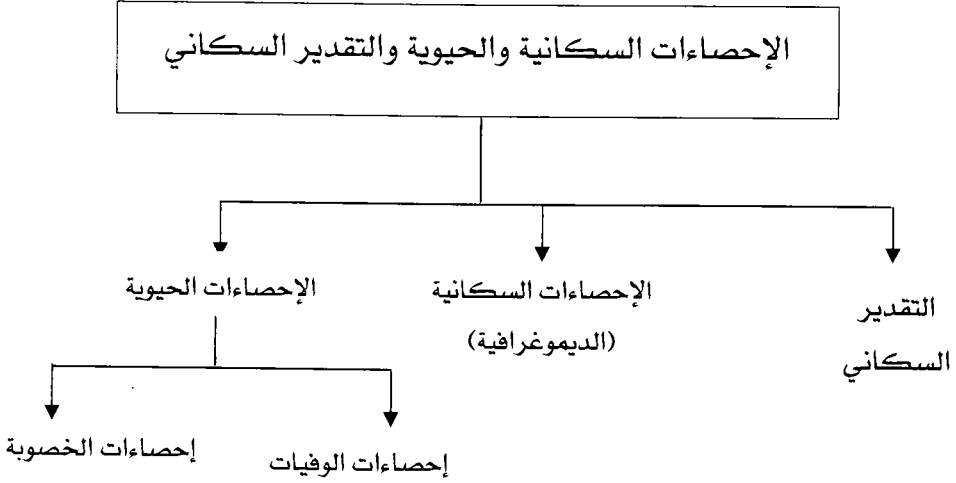 الإحصاءات السكانية والحيوية والتقدير السكاني
التقدير
السكاني
الإحصاءات السكانية
(الديموغرافية)
الإحصاءات الحيوية
إحصاءات الوفيات
إحصاءات الخصوبة